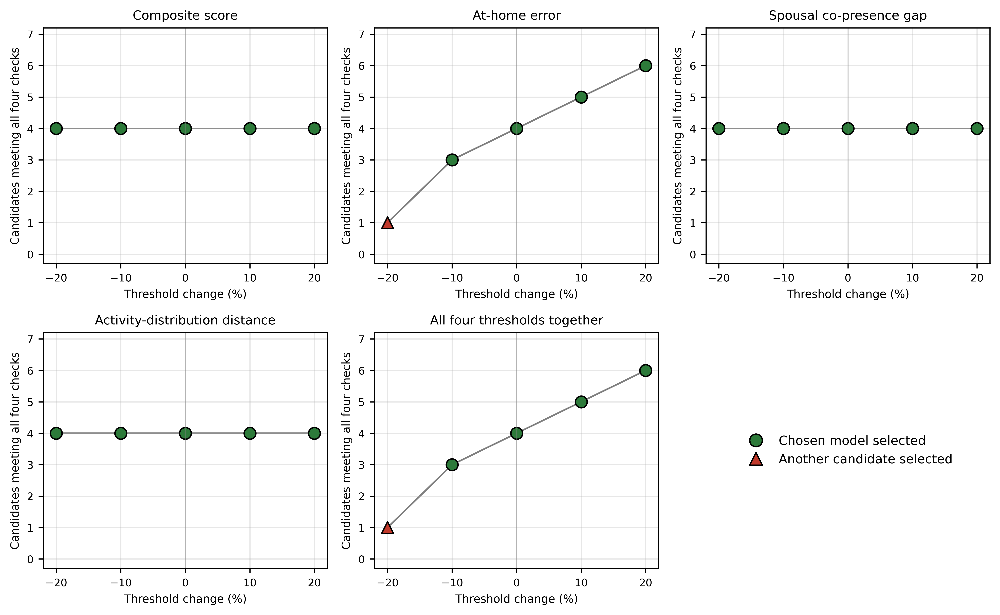 Composite score
Candidates meeting all four checks
7
6
5
4
3
2
1
0
−20 −10 0 10 20
Threshold change (%)
At-home error
Candidates meeting all four checks
7
6
5
4
3
2
1
0
−20 −10 0 10 20
Threshold change (%)
Spousal co-presence gap
Candidates meeting all four checks
7
6
5
4
3
2
1
0
−20 −10 0 10 20
Threshold change (%)
Activity-distribution distance
Candidates meeting all four checks
7
6
5
4
3
2
1
0
−20 −10 0 10 20
Threshold change (%)
All four thresholds together
Candidates meeting all four checks
7
6
5
4
3
2
1
0
−20 −10 0 10 20
Threshold change (%)
Chosen model selected
Another candidate selected